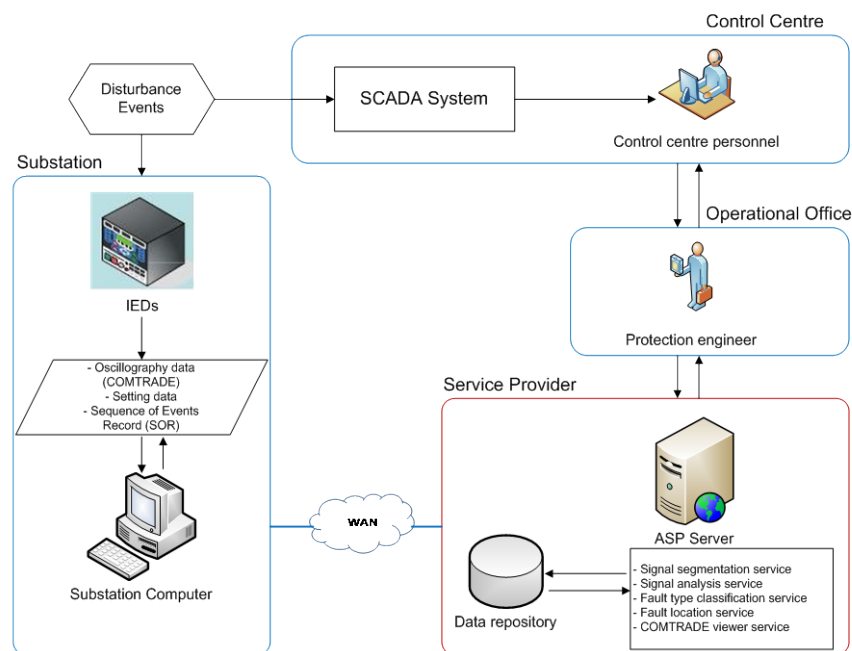 Control Centre
Disturbance
Events
SCADA System
Control centre personnel
Substation
Operational Office
IEDs
Protection engineer
- Oscillography data
(COMTRADE)
- Setting data
- Sequence of Events
Record (SOR)
Service Provider
WAN
ASP Server
Substation Computer
Data repository
- Signal segmentation service
- Signal analysis service
- Fault type classification service
- Fault location service
- COMTRADE viewer service